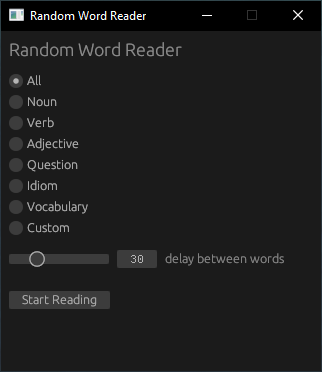 Random Word Reader
Random Word Reader
All
Noun
Verb
Adjective
Question
Idiom
Vocabulary
Custom
30 delay between words
Start Reading